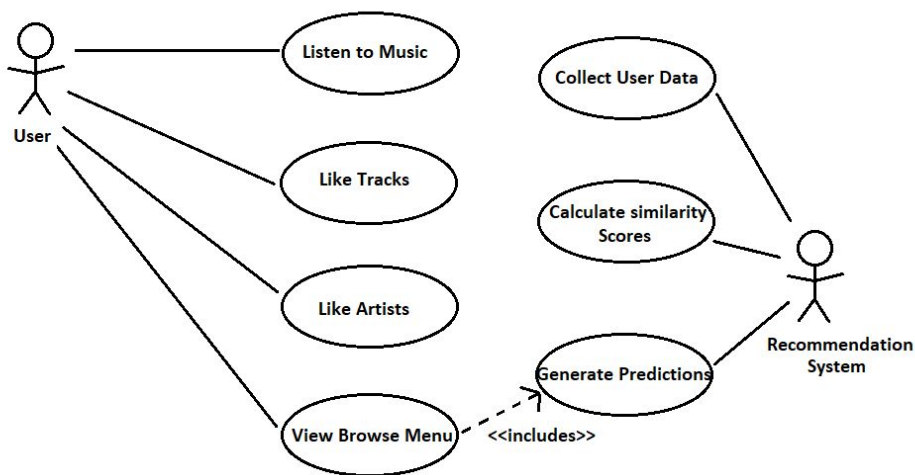 Listen to Music
Collect User Data
User
Like Tracks
Calculate similarity
Scores
Like Artists
Recommendation
System
Generate Predictions
View Browse Menu
<<includes>>